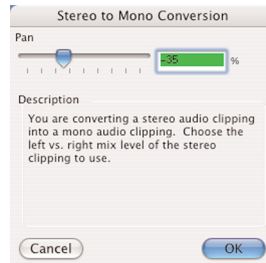 Stereo to Mono Conversion
Pan
-35 %
Description
You are converting a stereo audio clipping
into a mono audio clipping. Choose the
left vs. right mix level of the stereo
clipping to use.
Cancel OK